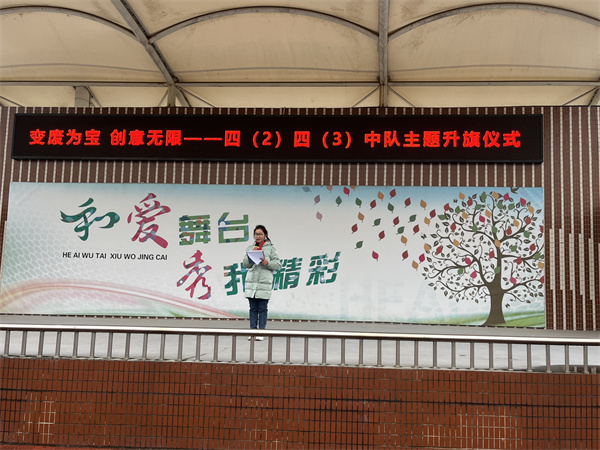 变废为宝 创意无限——四（2）四（3）中队主题升旗仪式
和爱舞台
HE AI WU TAI XIU WO JING CAI
秀我精彩